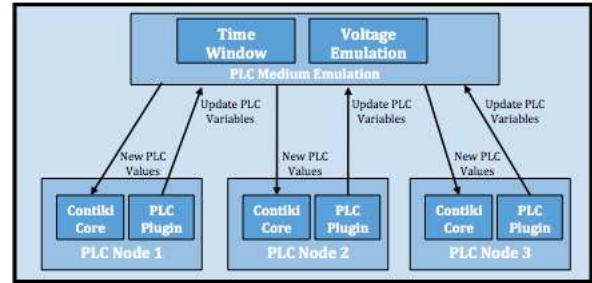 Time
Window
Voltage
Emulation
PLC Medium Emulation
Update PLC
Variables
Update PLC
Variables
Update PLC
Variables
New PLC
Values
New PLC
Values
New PLC
Values
Contiki
Core
PLC
Plugin
PLC Node 1
Contiki
Core
PLC
Plugin
PLC Node 2
Contiki
Core
PLC
Plugin
PLC Node 3